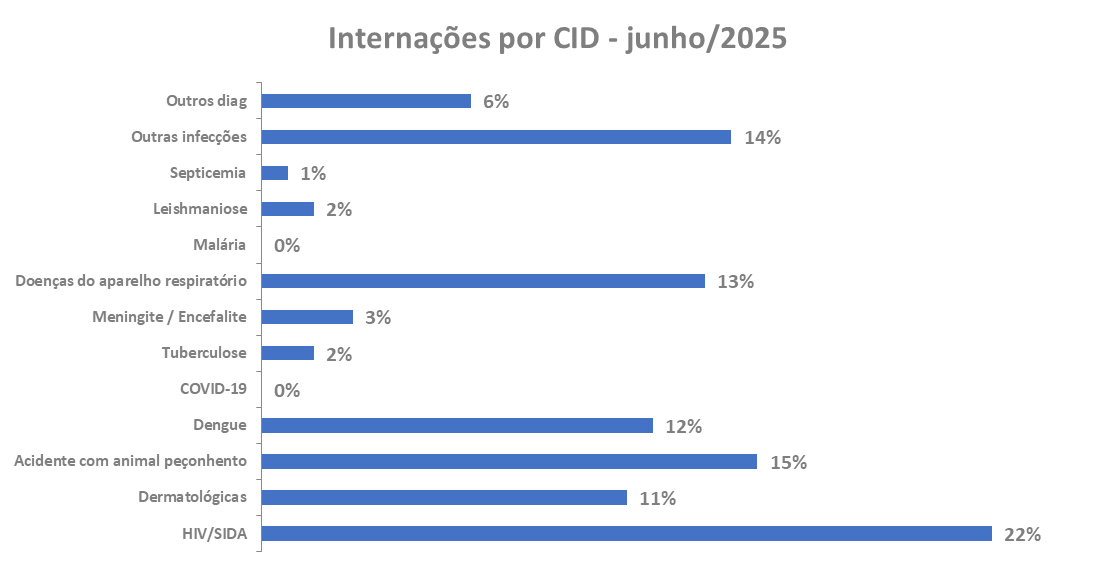 Internações por CID - junho/2025
Outros diag 6%
Outras infecções 14%
Septicemia 1%
Leishmaniose 2%
Malária 0%
Doenças do aparelho respiratório 13%
Meningite / Encefalite 3%
Tuberculose 2%
COVID-19 0%
Dengue 12%
Acidente com animal peçonhento 15%
Dermatológicas 11%
HIV/SIDA 22%